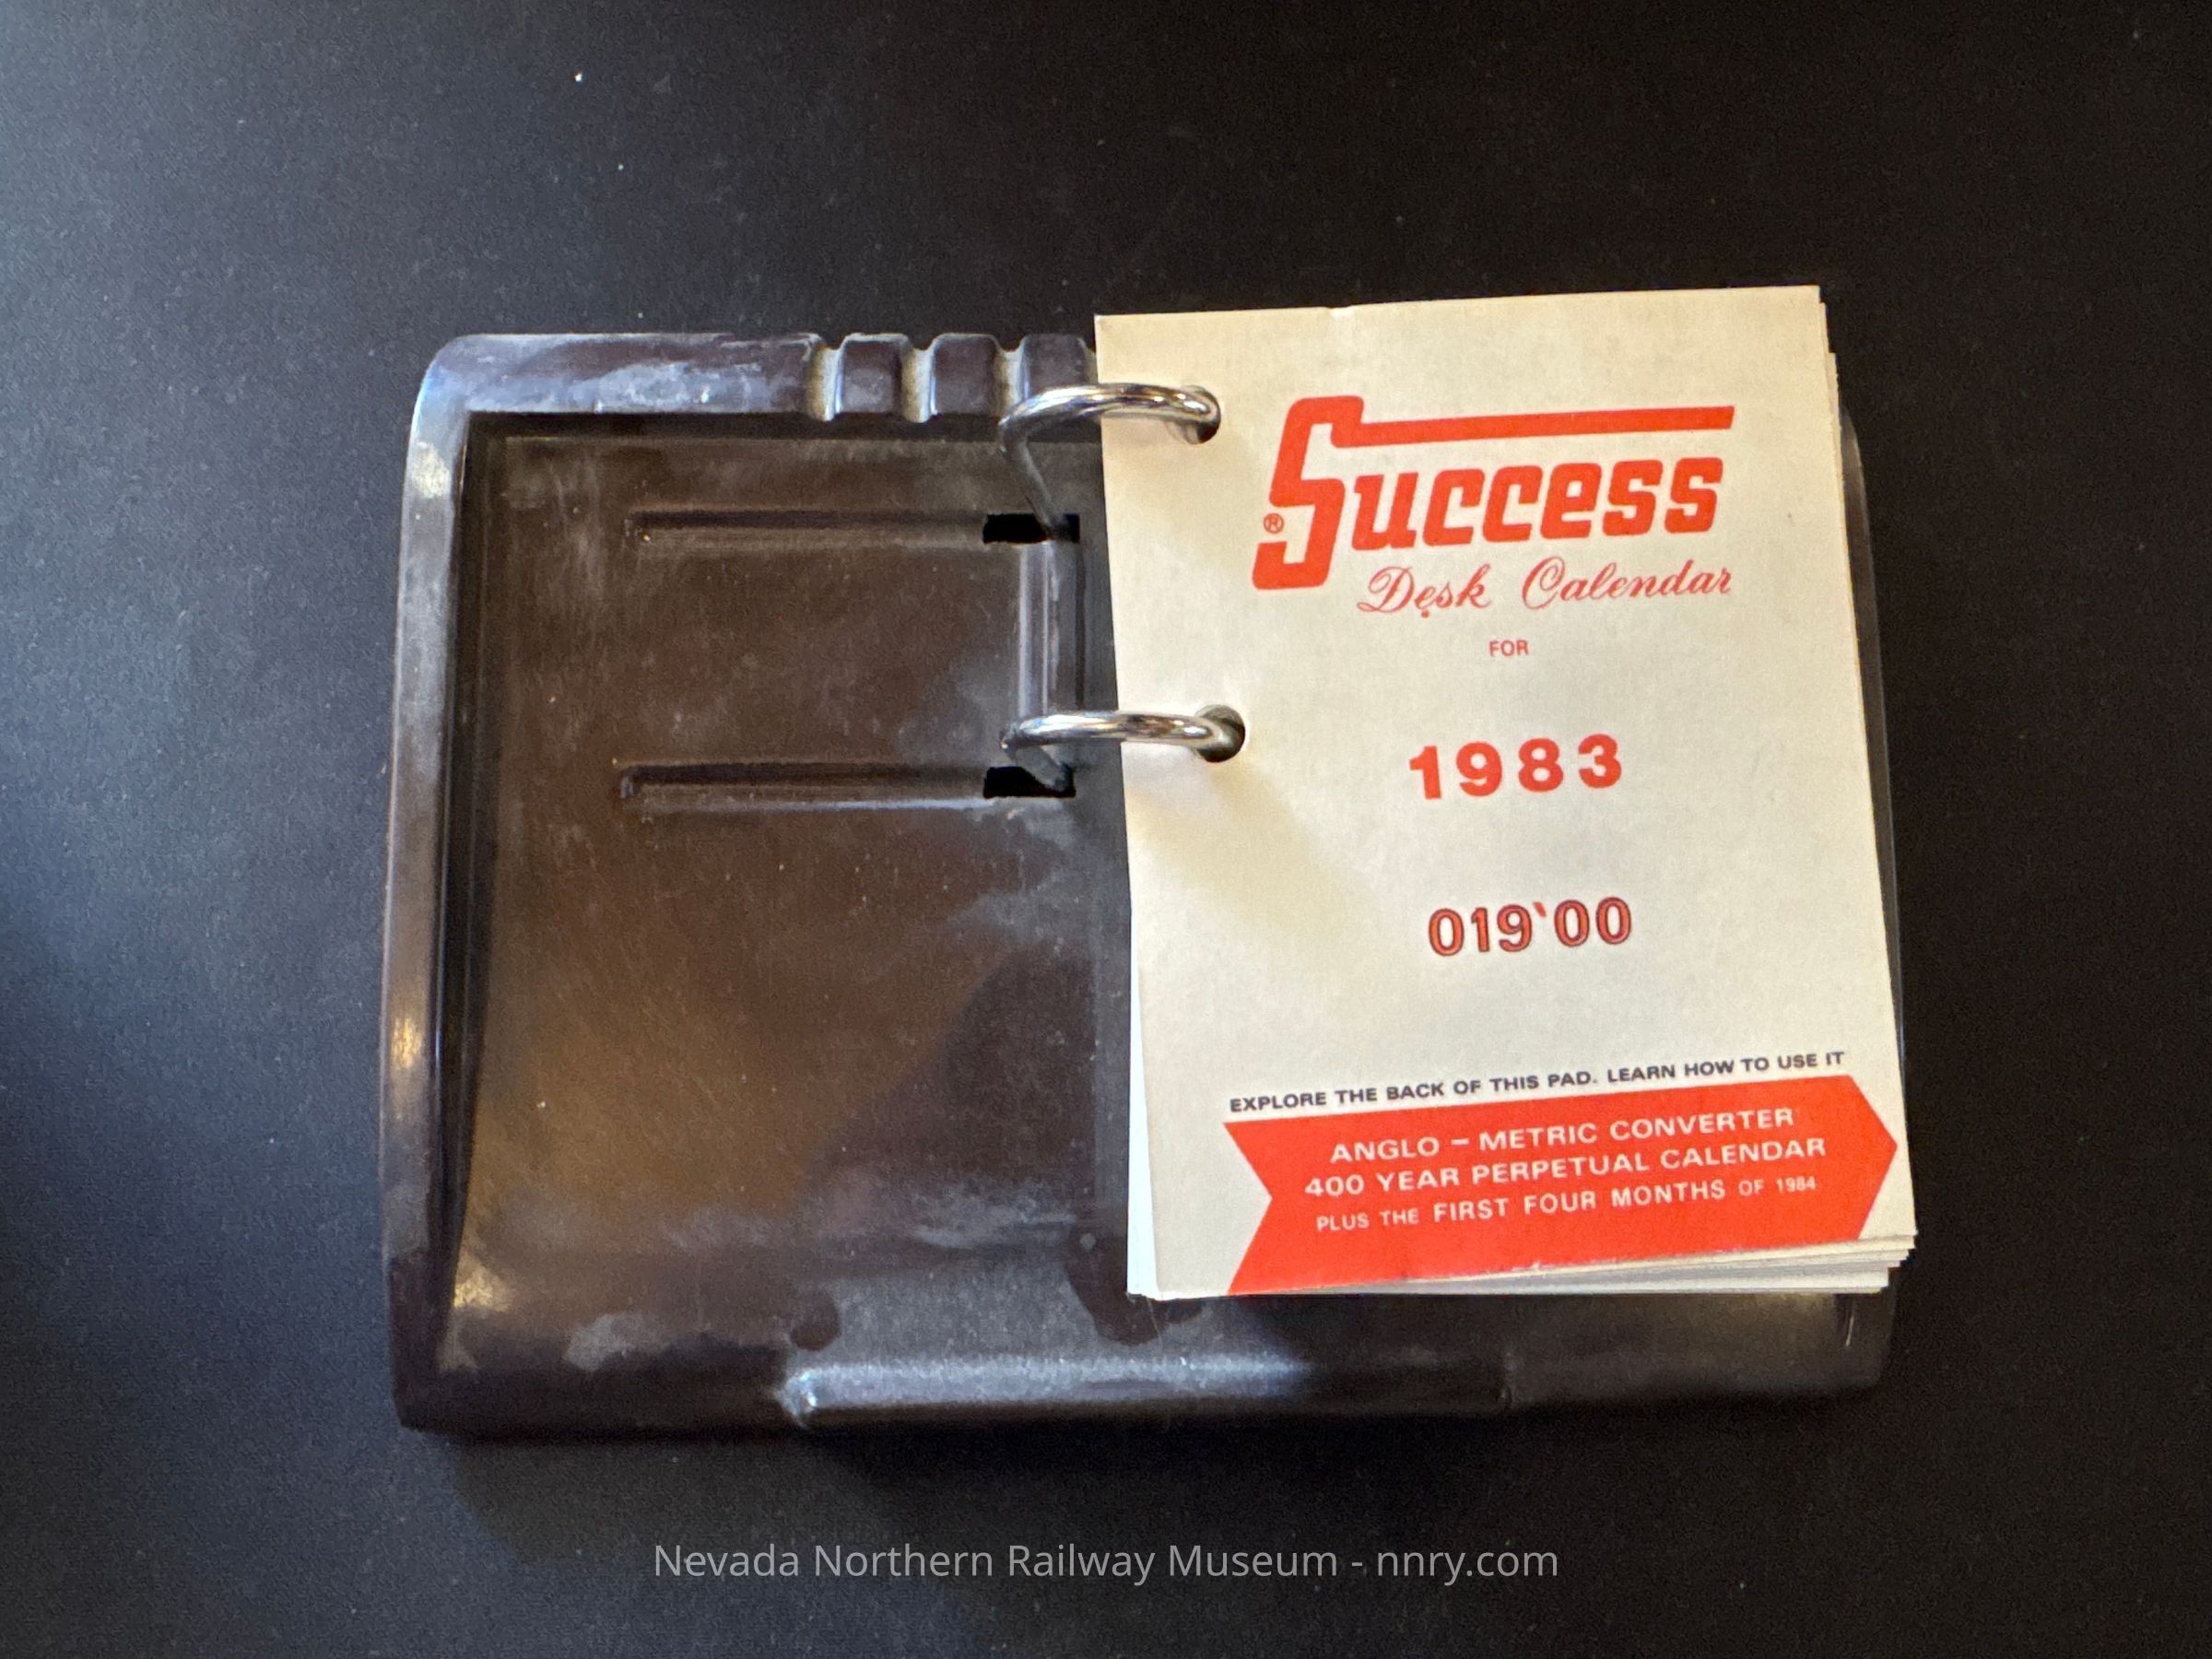 ®Success
Desk Calendar
FOR
1983
019'00
EXPLORE THE BACK OF THIS PAD. LEARN HOW TO USE IT
ANGLO – METRIC CONVERTER
400 YEAR PERPETUAL CALENDAR
PLUS THE FIRST FOUR MONTHS OF 1984
Nevada Northern Railway Museum - nnry.com